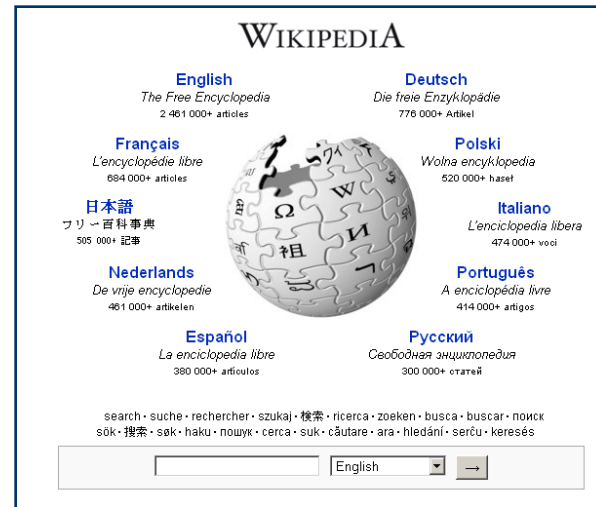 WIKIPEDIA
English
The Free Encyclopedia
2 461 000+ articles
Deutsch
Die freie Enzyklopädie
776 000+ Artikel
Français
L'encyclopédie libre
684 000+ articles
Polski
Wolna encyklopedia
520 000+ haseł
日本語
フリー百科事典
505 000+ 記事
Italiano
L'enciclopedia libera
474 000+ voci
Nederlands
De vrije encyclopedie
461 000+ artikelen
Português
A enciclopédia livre
414 000+ artigos
Español
La enciclopedia libre
380 000+ artículos
Русский
Свободная энциклопедия
300 000+ статей
Ω
W
祖
И
search · suche · rechercher · szukaj · 検索 · ricerca · zoeken · busca · buscar · поиск
sök · 搜索 · søk · haku · пошук · cerca · suk · căutare · ara · hledání · serĉu · keresés
English
→